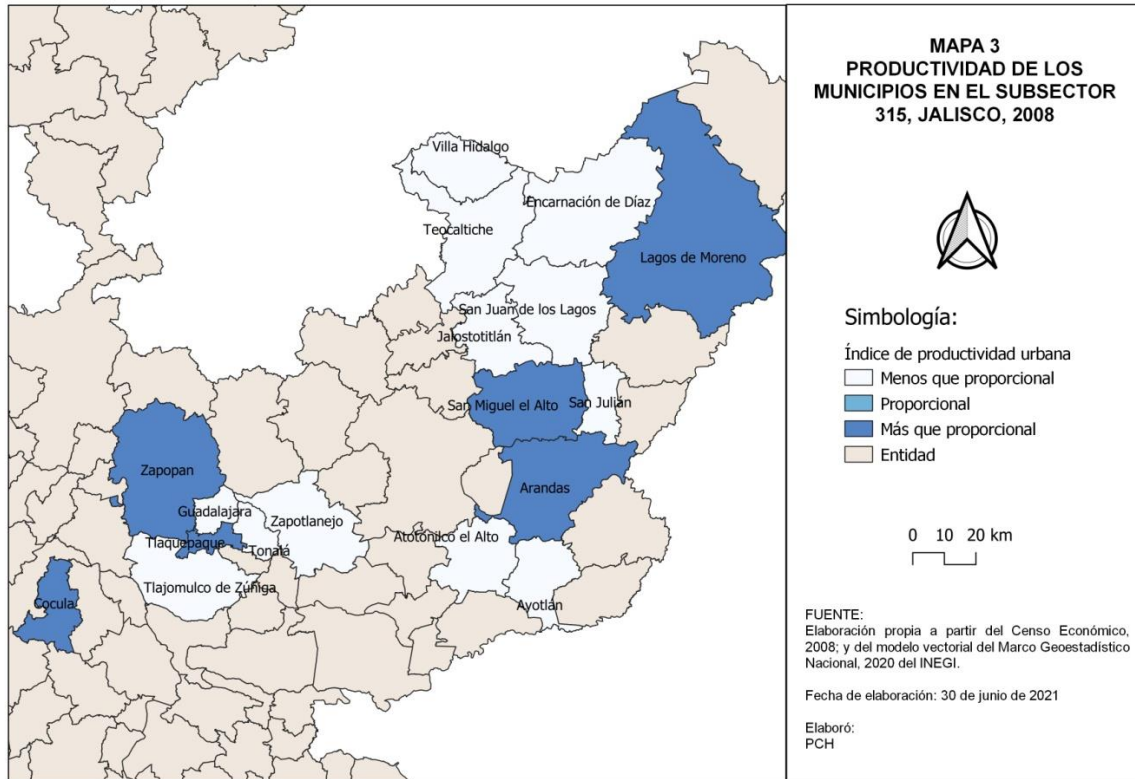 MAPA 3
PRODUCTIVIDAD DE LOS
MUNICIPIOS EN EL SUBSECTOR
315, JALISCO, 2008
Villa Hidalgo
Encarnación de Díaz
Teocaltiche
Lagos de Moreno
San Juan de los Lagos
Jalostotitlán
San Miguel el Alto
San Julián
Zapopan
Arandas
Guadalajara
Zapotlanejo
Tlaquepaque
Tonalá
Atotonilco el Alto
Tlajomulco de Zúñiga
Cocula
Ayotlán
Simbología:
Índice de productividad urbana
Menos que proporcional
Proporcional
Más que proporcional
Entidad
0 10 20 km
FUENTE:
Elaboración propia a partir del Censo Económico,
2008; y del modelo vectorial del Marco Geoestadístico
Nacional, 2020 del INEGI.
Fecha de elaboración: 30 de junio de 2021
Elaboró:
PCH